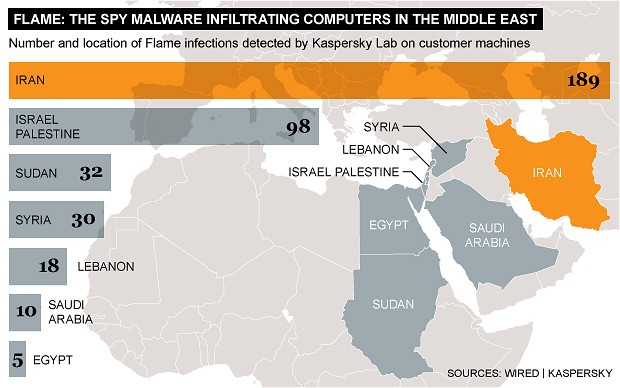 FLAME: THE SPY MALWARE INFILTRATING COMPUTERS IN THE MIDDLE EAST
Number and location of Flame infections detected by Kaspersky Lab on customer machines
IRAN 189
ISRAEL
PALESTINE 98
SUDAN 32
SYRIA 30
18 LEBANON
10 SAUDI
ARABIA
5 EGYPT
SYRIA
LEBANON
ISRAEL PALESTINE
IRAN
EGYPT
SAUDI
ARABIA
SUDAN
SOURCES: WIRED | KASPERSKY